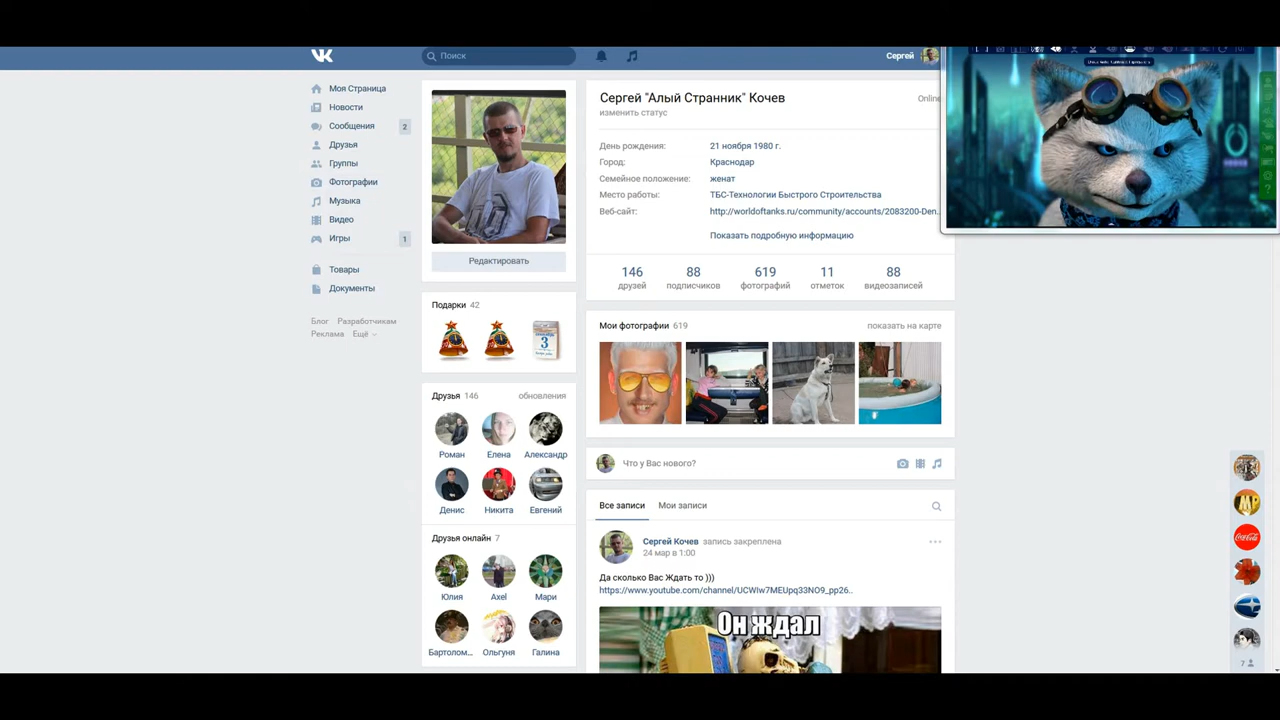 Поиск
Сергей
Моя Страница
Новости
Сообщения 2
Друзья
Группы
Фотографии
Музыка
Видео
Игры 1
Товары
Документы
Блог Разработчикам
Реклама Ещё
Редактировать
Подарки 42
Друзья 146 обновления
Роман Елена Александр
Денис Никита Евгений
Друзья онлайн 7
Юлия Axel Мари
Бартолом... Ольгуня Галина
Сергей "Алый Странник" Кочев Online
изменить статус
День рождения: 21 ноября 1980 г.
Город: Краснодар
Семейное положение: женат
Место работы: ТБС-Технологии Быстрого Строительства
Веб-сайт: http://worldoftanks.ru/community/accounts/2083200-Den..
Показать подробную информацию
146 88 619 11 88
друзей подписчиков фотографий отметок видеозаписей
Мои фотографии 619 показать на карте
Что у Вас нового?
Все записи Мои записи
Сергей Кочев запись закреплена
24 мар в 1:00
Да сколько Вас Ждать то )))
https://www.youtube.com/channel/UCWIw7MEUpq33NO9_pp26..
Он ждал
7